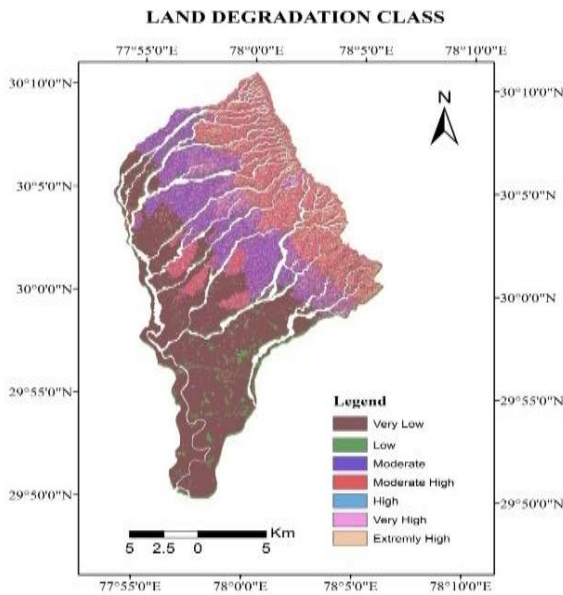 LAND DEGRADATION CLASS
77°55'0"E 78°0'0"E 78°5'0"E 78°10'0"E
30°10'0"N 30°10'0"N
N
30°5'0"N 30°5'0"N
30°0'0"N 30°0'0"N
29°55'0"N 29°55'0"N
Legend
Very Low
Low
Moderate
Moderate High
High
Very High
Extremly High
29°50'0"N 29°50'0"N
Km
5 2.5 0 5
77°55'0"E 78°0'0"E 78°5'0"E 78°10'0"E